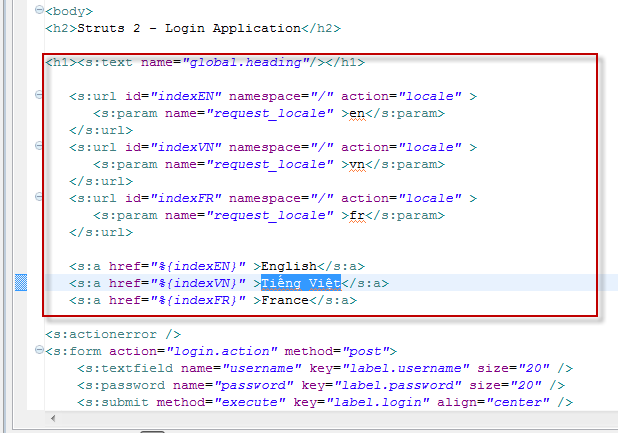 <body>
<h2>Struts 2 - Login Application</h2>
<h1><s:text name="global.heading"/></h1>
<s:url id="indexEN" namespace="/" action="locale" >
<s:param name="request_locale" >en</s:param>
</s:url>
<s:url id="indexVN" namespace="/" action="locale" >
<s:param name="request_locale" >vn</s:param>
</s:url>
<s:url id="indexFR" namespace="/" action="locale" >
<s:param name="request_locale" >fr</s:param>
</s:url>
<s:a href="%{indexEN}" >English</s:a>
<s:a href="%{indexVN}" >Tiếng Việt</s:a>
<s:a href="%{indexFR}" >France</s:a>
<s:actionerror />
<s:form action="login.action" method="post">
<s:textfield name="username" key="label.username" size="20" />
<s:password name="password" key="label.password" size="20" />
<s:submit method="execute" key="label.login" align="center" />